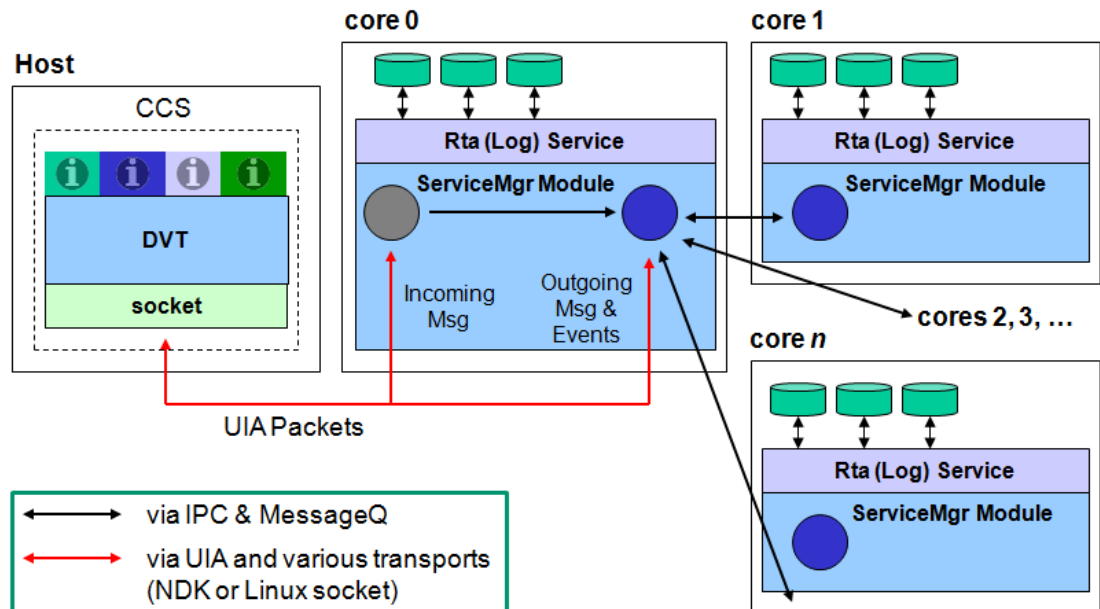 Host
CCS
i
i
i
i
DVT
socket
core 0
Rta (Log) Service
ServiceMgr Module
Incoming
Msg
Outgoing
Msg &
Events
UIA Packets
core 1
Rta (Log) Service
ServiceMgr Module
cores 2, 3, …
core n
Rta (Log) Service
ServiceMgr Module
via IPC & MessageQ
via UIA and various transports
(NDK or Linux socket)